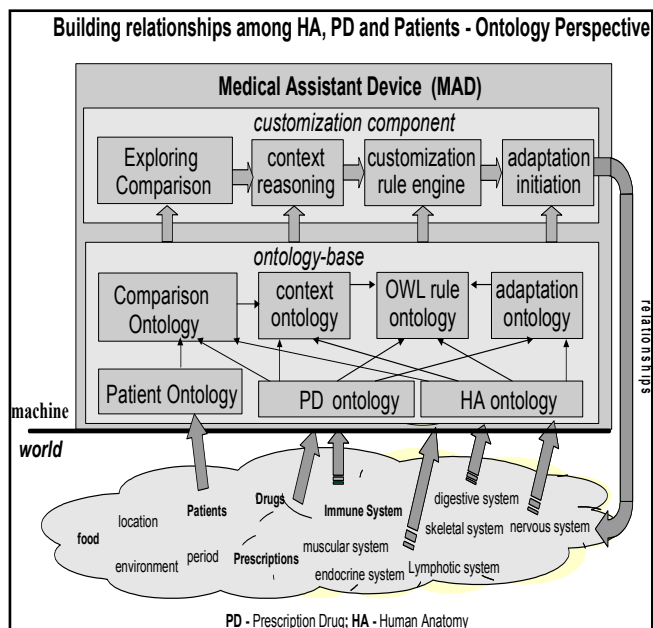 Building relationships among HA, PD and Patients - Ontology Perspective
Medical Assistant Device (MAD)
customization component
Exploring
Comparison
context
reasoning
customization
rule engine
adaptation
initiation
ontology-base
Comparison
Ontology
context
ontology
OWL rule
ontology
adaptation
ontology
Patient Ontology
PD ontology
HA ontology
relationships
machine
world
food
location
environment
Patients
period
Drugs
Prescriptions
Immune System
muscular system
endocrine system
digestive system
skeletal system
nervous system
Lymphotic system
PD - Prescription Drug; HA - Human Anatomy